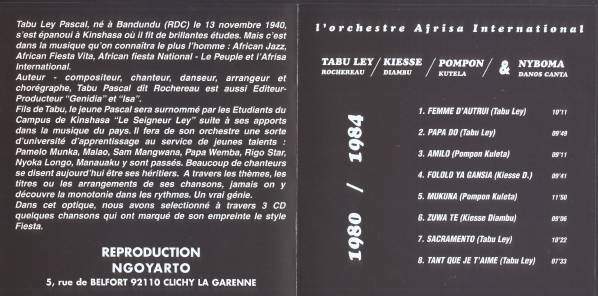 Tabu Ley Pascal, né à Bandundu (RDC) le 13 novembre 1940,
s'est épanoui à Kinshasa où il fit de brillantes études. Mais c'est
dans la musique qu'on connaître le plus l'homme : African Jazz,
African Fiesta Vita, African fiesta National - Le Peuple et l'Afrisa
International.
Auteur - compositeur, chanteur, danseur, arrangeur et
chorégraphe, Tabu Pascal dit Rochereau est aussi Editeur-
Producteur "Genidia" et "Isa".
Fils de Tabu, le jeune Pascal sera surnommé par les Etudiants du
Campus de Kinshasa "Le Seigneur Ley" suite à ses apports
dans la musique du pays. Il fera de son orchestre une sorte
d'université d'apprentissage au service de jeunes talents :
Pamelo Munka, Malao, Sam Mangwana, Papa Wemba, Rigo Star,
Nyoka Longo, Manauaku y sont passés. Beaucoup de chanteurs
se disent aujourd'hui être ses héritiers. A travers les thèmes, les
titres ou les arrangements de ses chansons, jamais on y
découvre la monotonie dans les rythmes. Un vrai génie.
Dans cet optique, nous avons selectionné à travers 3 CD
quelques chansons qui ont marqué de son empreinte le style
Fiesta.
REPRODUCTION
NGOYARTO
5, rue de BELFORT 92110 CLICHY LA GARENNE
l'orchestre Afrisa International
TABU LEY / KIESSE / POMPON / & NYBOMA
ROCHEREAU DIAMBU KUTELA DANOS CANTA
1980 / 1984
1. FEMME D'AUTRUI (Tabu Ley) 10'11
2. PAPA DO (Tabu Ley) 09'49
3. AMILO (Pompon Kuleta) 09'11
4. FOLOLO YA GANSIA (Kiesse D.) 09'41
5. MUKUNA (Pompon Kuleta) 11'50
6. ZUWA TE (Kiesse Diambu) 09'06
7. SACRAMENTO (Tabu Ley) 10'22
8. TANT QUE JE T'AIME (Tabu Ley) 07'33